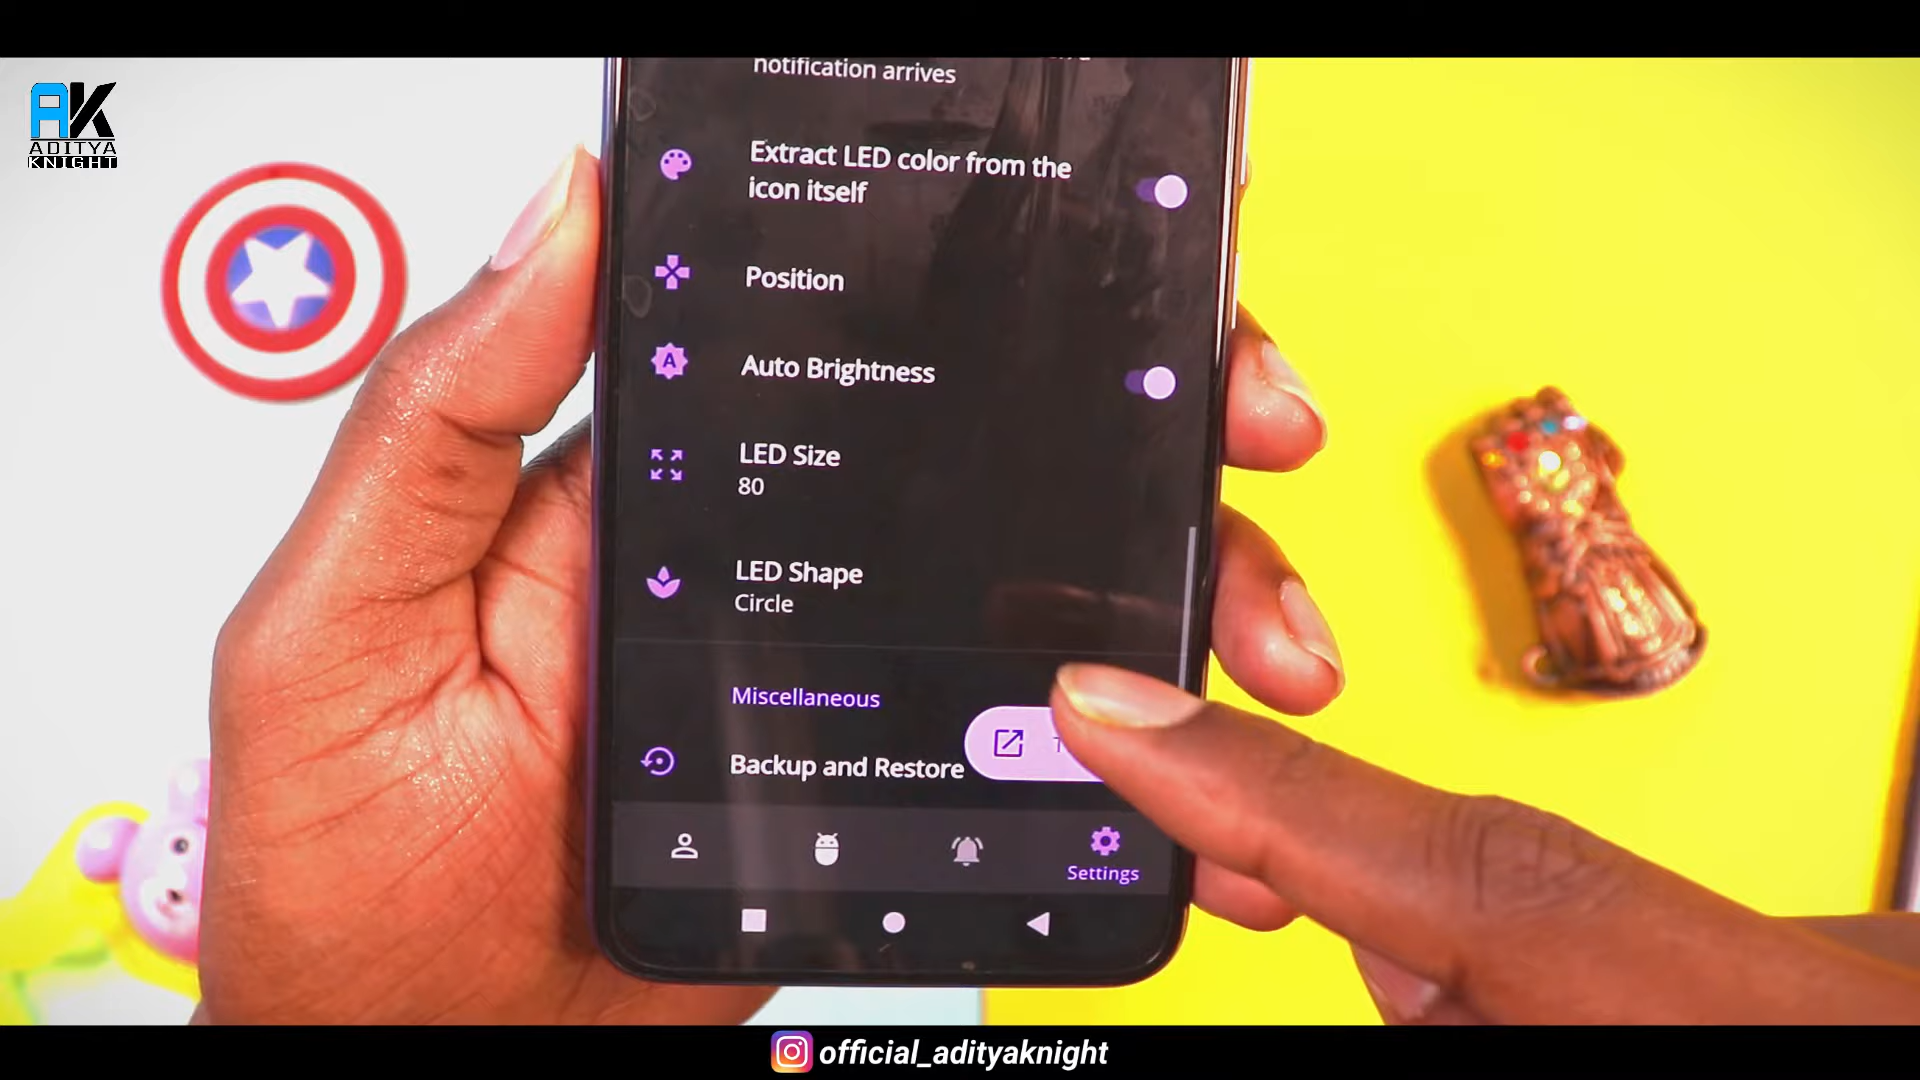 AK
ADITYA
KNIGHT
notification arrives
Extract LED color from the
icon itself
Position
A
Auto Brightness
LED Size
80
LED Shape
Circle
Miscellaneous
Backup and Restore
Settings
official_adityaknight